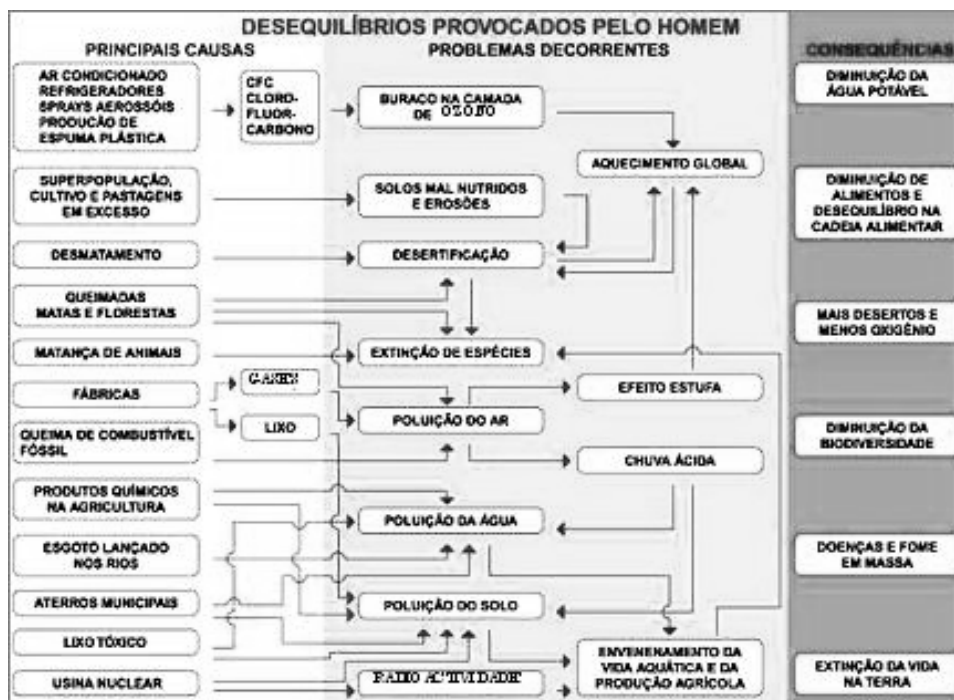 DESEQUILÍBRIOS PROVOCADOS PELO HOMEM
PRINCIPAIS CAUSAS
PROBLEMAS DECORRENTES
CONSEQUÊNCIAS
AR CONDICIONADO
REFRIGERADORES
SPRAYS AEROSSÓIS
PRODUÇÃO DE
ESPUMA PLÁSTICA
CFC
CLORO-
FLUOR-
CARBONO
BURACO NA CAMADA
DE OZONO
AQUECIMENTO GLOBAL
DIMINUIÇÃO DA
ÁGUA POTÁVEL
SUPERPOPULAÇÃO,
CULTIVO E PASTAGENS
EM EXCESSO
SOLOS MAL NUTRIDOS
E EROSÕES
DIMINUIÇÃO DE
ALIMENTOS E
DESEQUILÍBRIO NA
CADEIA ALIMENTAR
DESMATAMENTO
DESERTIFICAÇÃO
QUEIMADAS
MATAS E FLORESTAS
MAIS DESERTOS E
MENOS OXIGÊNIO
MATANÇA DE ANIMAIS
EXTINÇÃO DE ESPÉCIES
FÁBRICAS
GASES
LIXO
EFEITO ESTUFA
POLUIÇÃO DO AR
QUEIMA DE COMBUSTÍVEL
FÓSSIL
CHUVA ÁCIDA
DIMINUIÇÃO DA
BIODIVERSIDADE
PRODUTOS QUÍMICOS
NA AGRICULTURA
POLUIÇÃO DA ÁGUA
ESGOTO LANÇADO
NOS RIOS
DOENÇAS E FOME
EM MASSA
ATERROS MUNICIPAIS
POLUIÇÃO DO SOLO
LIXO TÓXICO
ENVENENAMENTO DA
VIDA AQUÁTICA E DA
PRODUÇÃO AGRÍCOLA
USINA NUCLEAR
RADIO ACTIVIDADE
EXTINÇÃO DA VIDA
NA TERRA